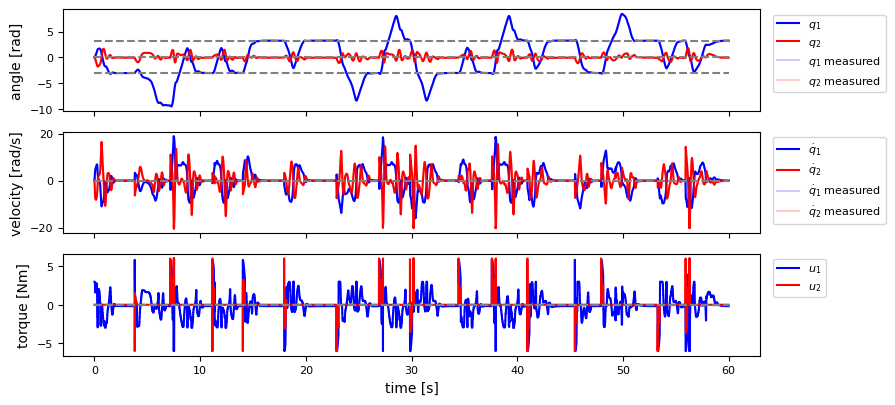 angle [rad]
5
0
−5
−10
q1
q2
q1 measured
q2 measured
velocity [rad/s]
20
0
−20
q̇1
q̇2
q̇1 measured
q̇2 measured
torque [Nm]
5
0
−5
u1
u2
0 10 20 30 40 50 60
time [s]